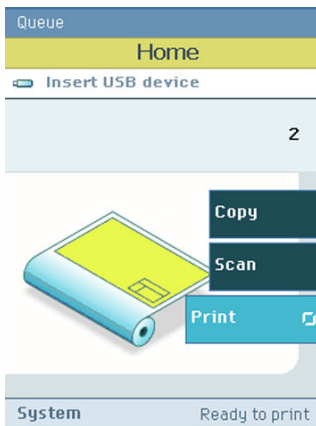 Queue
Home
Insert USB device
2
Copy
Scan
Print
System Ready to print